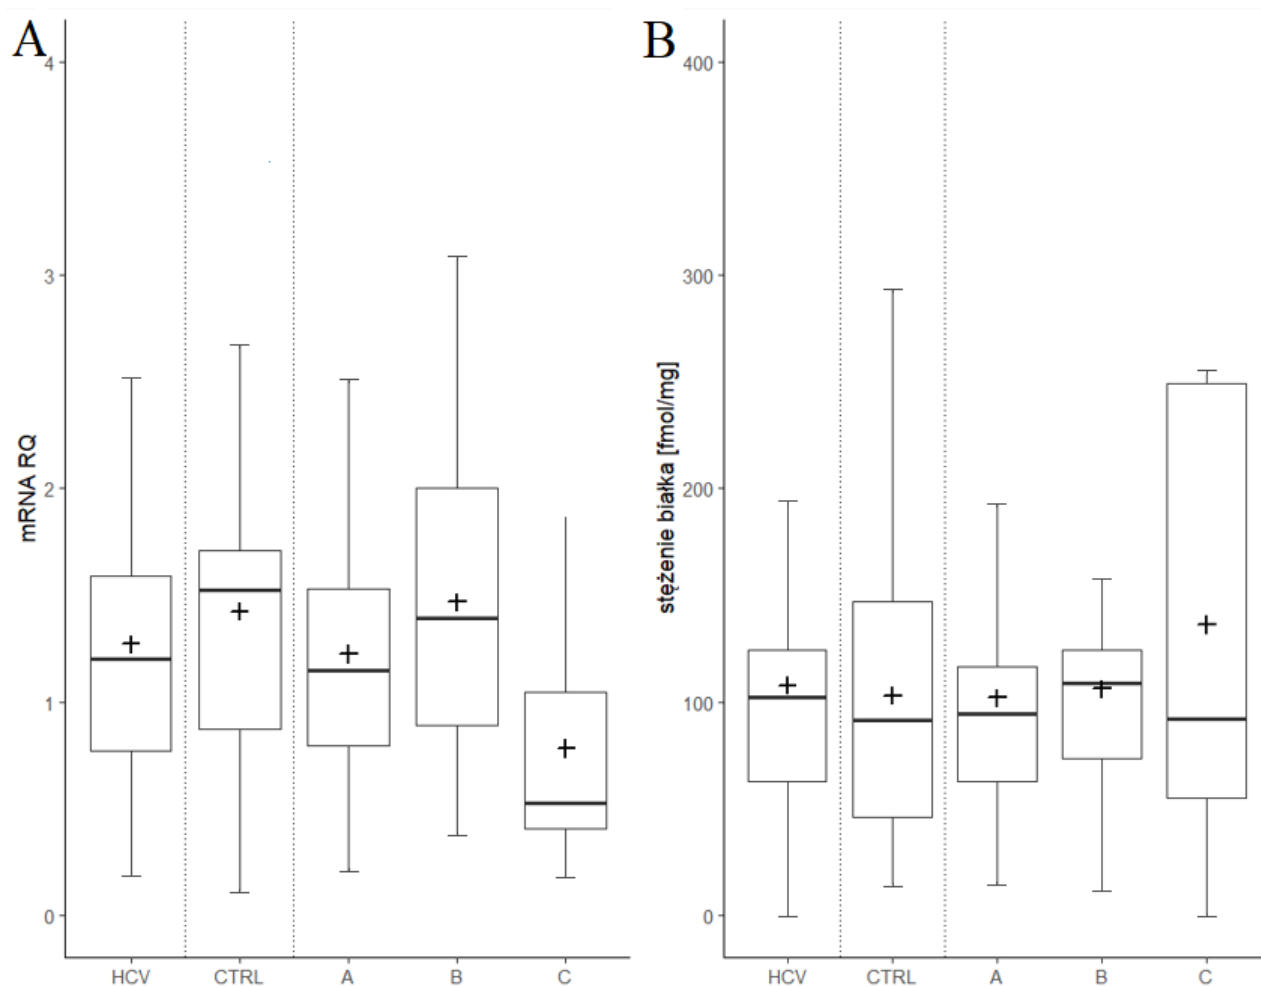 A
4
3
2
1
0
mRNA RQ
HCV CTRL A B C
B
400
300
200
100
0
stężenie białka [fmol/mg]
HCV CTRL A B C